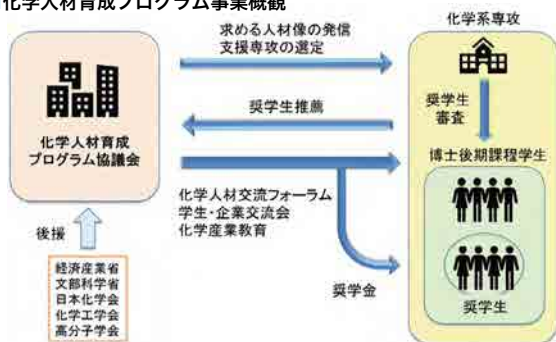 化学人材育成プログラム事業概観
求める人材像の発信
支援専攻の選定
化学系専攻
奨学生推薦
奨学生
審査
化学人材育成
プログラム協議会
博士後期課程学生
化学人材交流フォーラム
学生・企業交流会
化学産業教育
後援
経済産業省
文部科学省
日本化学会
化学工学会
高分子学会
奨学金
奨学生